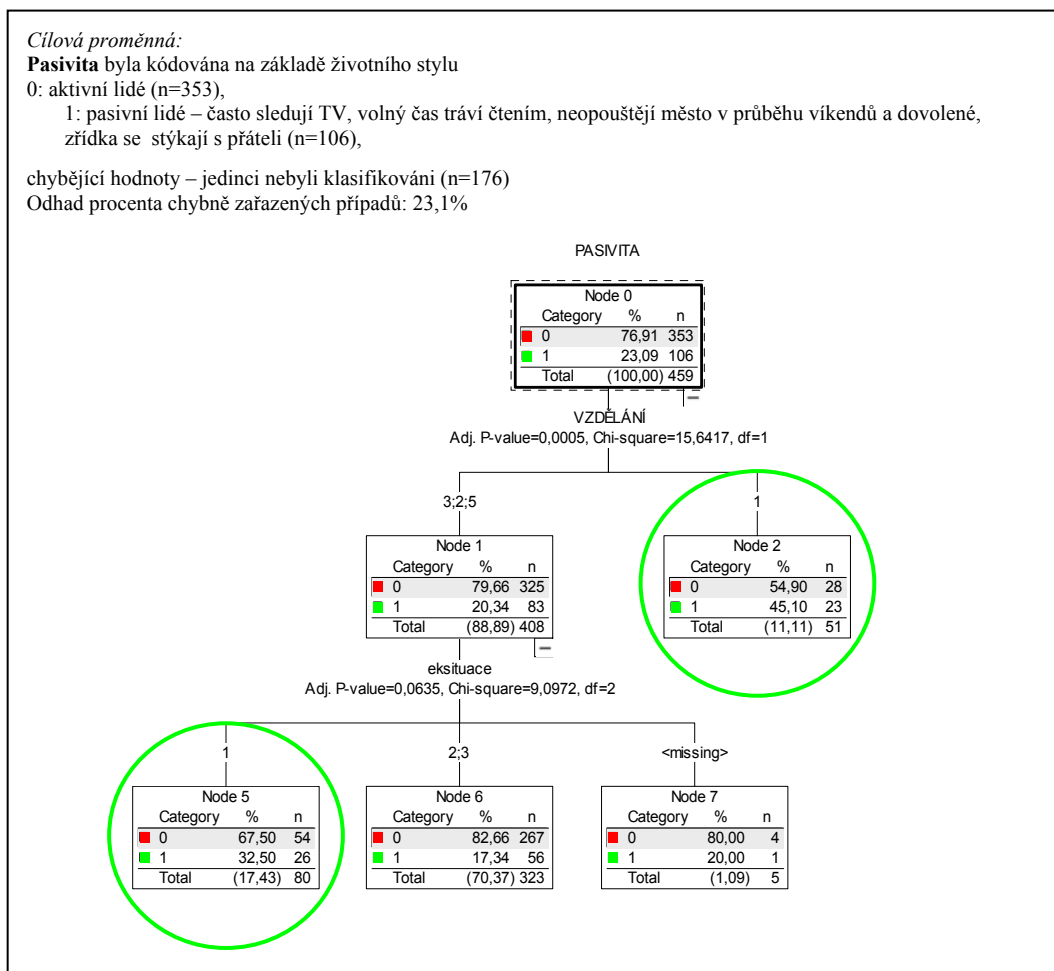 Cílová proměnná:
Pasivita byla kódována na základě životního stylu
0: aktivní lidé (n=353),
1: pasivní lidé – často sledují TV, volný čas tráví čtením, neopouštějí město v průběhu víkendů a dovolené,
zřídka se stýkají s přáteli (n=106),
chybějící hodnoty – jedinci nebyli klasifikováni (n=176)
Odhad procenta chybně zařazených případů: 23,1%
PASIVITA
Node 0
Category % n
0 76,91 353
1 23,09 106
Total (100,00) 459
VZDĚLÁNÍ
Adj. P-value=0,0005, Chi-square=15,6417, df=1
3;2;5
1
Node 1
Category % n
0 79,66 325
1 20,34 83
Total (88,89) 408
Node 2
Category % n
0 54,90 28
1 45,10 23
Total (11,11) 51
eksituace
Adj. P-value=0,0635, Chi-square=9,0972, df=2
1
2;3
<missing>
Node 5
Category % n
0 67,50 54
1 32,50 26
Total (17,43) 80
Node 6
Category % n
0 82,66 267
1 17,34 56
Total (70,37) 323
Node 7
Category % n
0 80,00 4
1 20,00 1
Total (1,09) 5